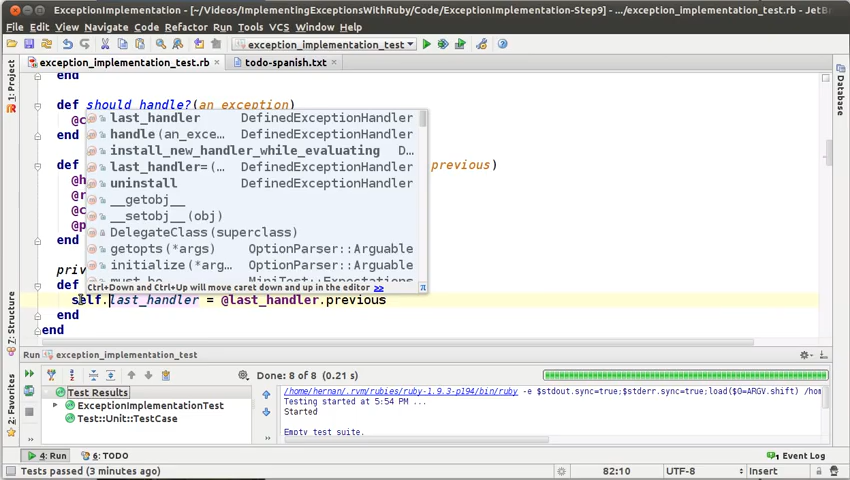 ExceptionImplementation - [~/Videos/ImplementingExceptionsWithRuby/Code/ExceptionImplementation-Step9] - .../exception_implementation_test.rb - JetBr
File Edit View Navigate Code Refactor Run Tools VCS Window Help
exception_implementation_test
exception_implementation_test.rb
todo-spanish.txt
1: Project
7: Structure
2: Favorites
Database
end
def should_handle?(an_exception)
@c
end
def
previous)
@h
@r
@c
@p
end
priv
def
self.last_handler = @last_handler.previous
end
end
last_handler DefinedExceptionHandler
handle(an_exce... DefinedExceptionHandler
install_new_handler_while_evaluating D...
last_handler=(... DefinedExceptionHandler
uninstall DefinedExceptionHandler
__getobj__
__setobj__(obj)
DelegateClass(superclass)
getopts(*args) OptionParser::Arguable
initialize(*arg... OptionParser::Arguable
must_be MiniTest::Expectations
Ctrl+Down and Ctrl+Up will move caret down and up in the editor >>
π
Run exception_implementation_test
Done: 8 of 8 (0.21 s)
Test Results
ExceptionImplementationTest
Test::Unit::TestCase
/home/hernan/.rvm/rubies/ruby-1.9.3-p194/bin/ruby -e $stdout.sync=true;$stderr.sync=true;load($0=ARGV.shift) /hom
Testing started at 5:54 PM ...
Started
Empty test suite.
4: Run
6: TODO
Event Log
Tests passed (3 minutes ago)
82:10
UTF-8
Insert